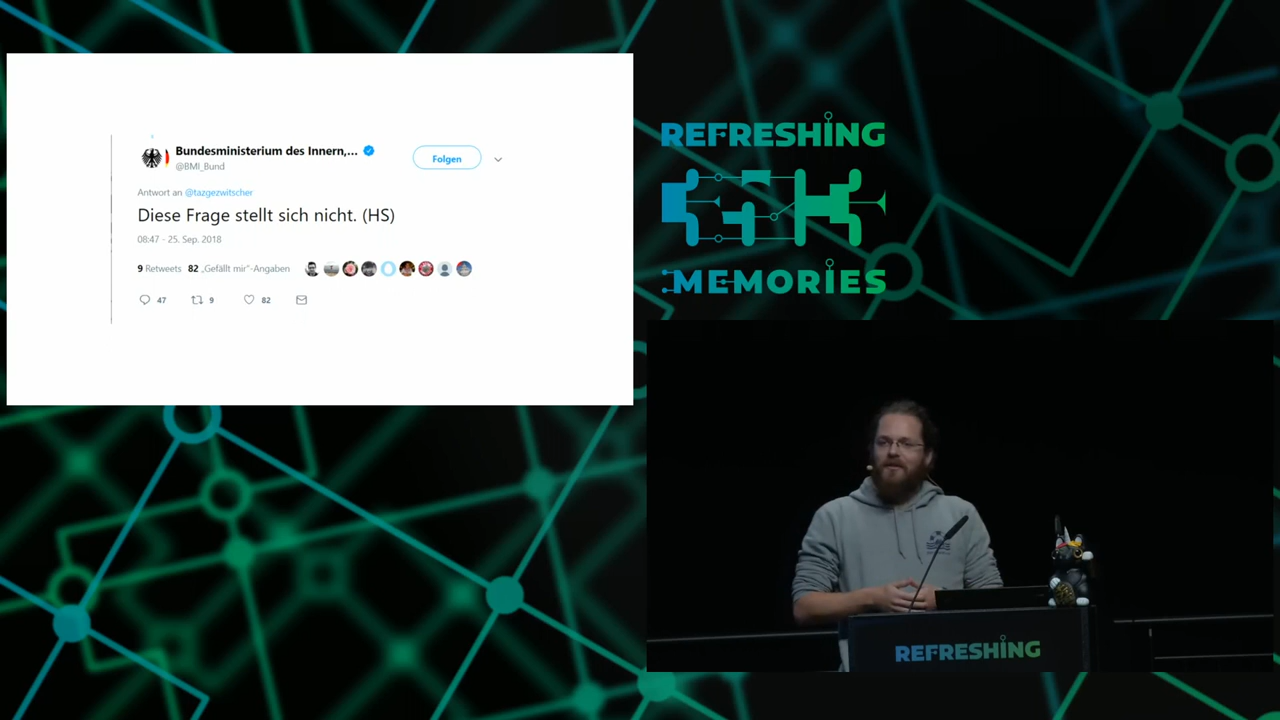 Bundesministerium des Innern,...
@BMI_Bund
Folgen
Antwort an @tazgezwitscher
Diese Frage stellt sich nicht. (HS)
08:47 - 25. Sep. 2018
9 Retweets 82 „Gefällt mir“-Angaben
47 9 82
REFRESHING
MEMORIES
REFRESHING